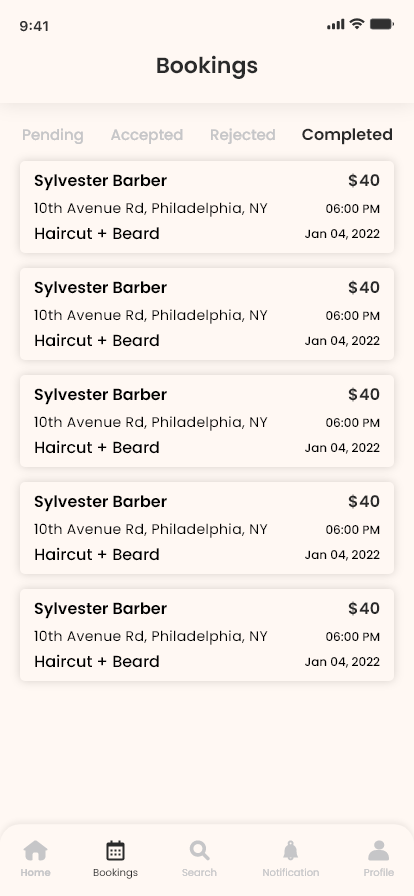 9:41
Bookings
Pending Accepted Rejected Completed
Sylvester Barber $40
10th Avenue Rd, Philadelphia, NY 06:00 PM
Haircut + Beard Jan 04, 2022
Sylvester Barber $40
10th Avenue Rd, Philadelphia, NY 06:00 PM
Haircut + Beard Jan 04, 2022
Sylvester Barber $40
10th Avenue Rd, Philadelphia, NY 06:00 PM
Haircut + Beard Jan 04, 2022
Sylvester Barber $40
10th Avenue Rd, Philadelphia, NY 06:00 PM
Haircut + Beard Jan 04, 2022
Sylvester Barber $40
10th Avenue Rd, Philadelphia, NY 06:00 PM
Haircut + Beard Jan 04, 2022
Home Bookings Search Notification Profile